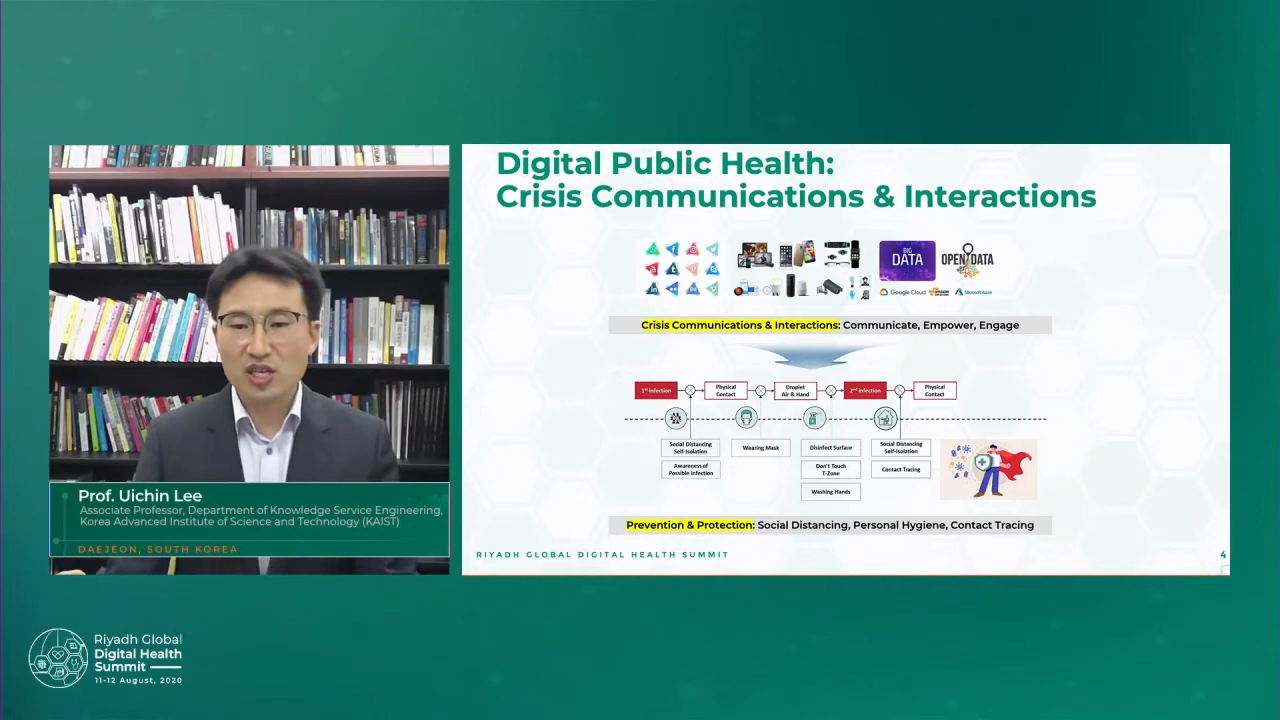 Digital Public Health:
Crisis Communications & Interactions
BIG
DATA
OPEN DATA
Google Cloud
Microsoft Azure
Crisis Communications & Interactions: Communicate, Empower, Engage
1st Infection
Physical
Contact
Droplet
Air & Hand
2nd Infection
Physical
Contact
Social Distancing
Self-Isolation
Wearing Mask
Disinfect Surface
Social Distancing
Self-Isolation
Awareness of
Possible Infection
Don't Touch
T-Zone
Contact Tracing
Washing Hands
Prevention & Protection: Social Distancing, Personal Hygiene, Contact Tracing
RIYADH GLOBAL DIGITAL HEALTH SUMMIT
4
Prof. Uichin Lee
Associate Professor, Department of Knowledge Service Engineering,
Korea Advanced Institute of Science and Technology (KAIST)
DAEJEON, SOUTH KOREA
Riyadh Global
Digital Health
Summit
11-12 August, 2020